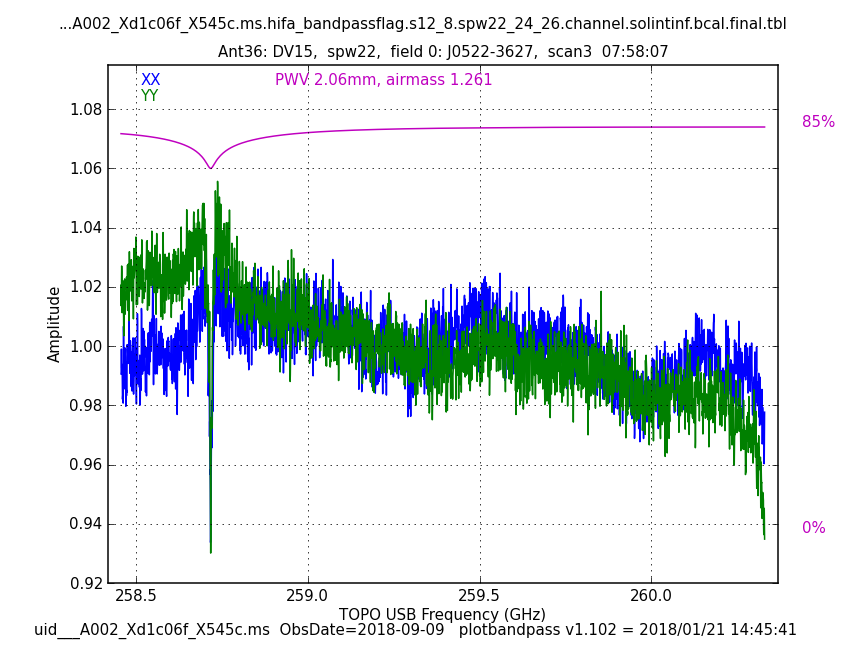 ...A002_Xd1c06f_X545c.ms.hifa_bandpassflag.s12_8.spw22_24_26.channel.solintinf.bcal.final.tbl
Ant36: DV15,  spw22,  field 0: J0522-3627,  scan3  07:58:07
XX
YY
PWV 2.06mm, airmass 1.261
85%
0%
Amplitude
1.08
1.06
1.04
1.02
1.00
0.98
0.96
0.94
0.92
258.5 259.0 259.5 260.0
TOPO USB Frequency (GHz)
uid___A002_Xd1c06f_X545c.ms  ObsDate=2018-09-09   plotbandpass v1.102 = 2018/01/21 14:45:41